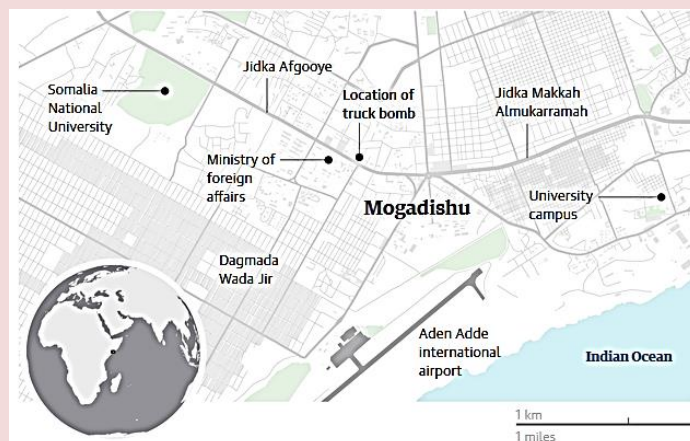 Jidka Afgooye
Somalia
National
University
Location of
truck bomb
Jidka Makkah
Almukarramah
Ministry of
foreign
affairs
University
campus
Mogadishu
Dagmada
Wada Jir
Aden Adde
international
airport
Indian Ocean
1 km
1 miles